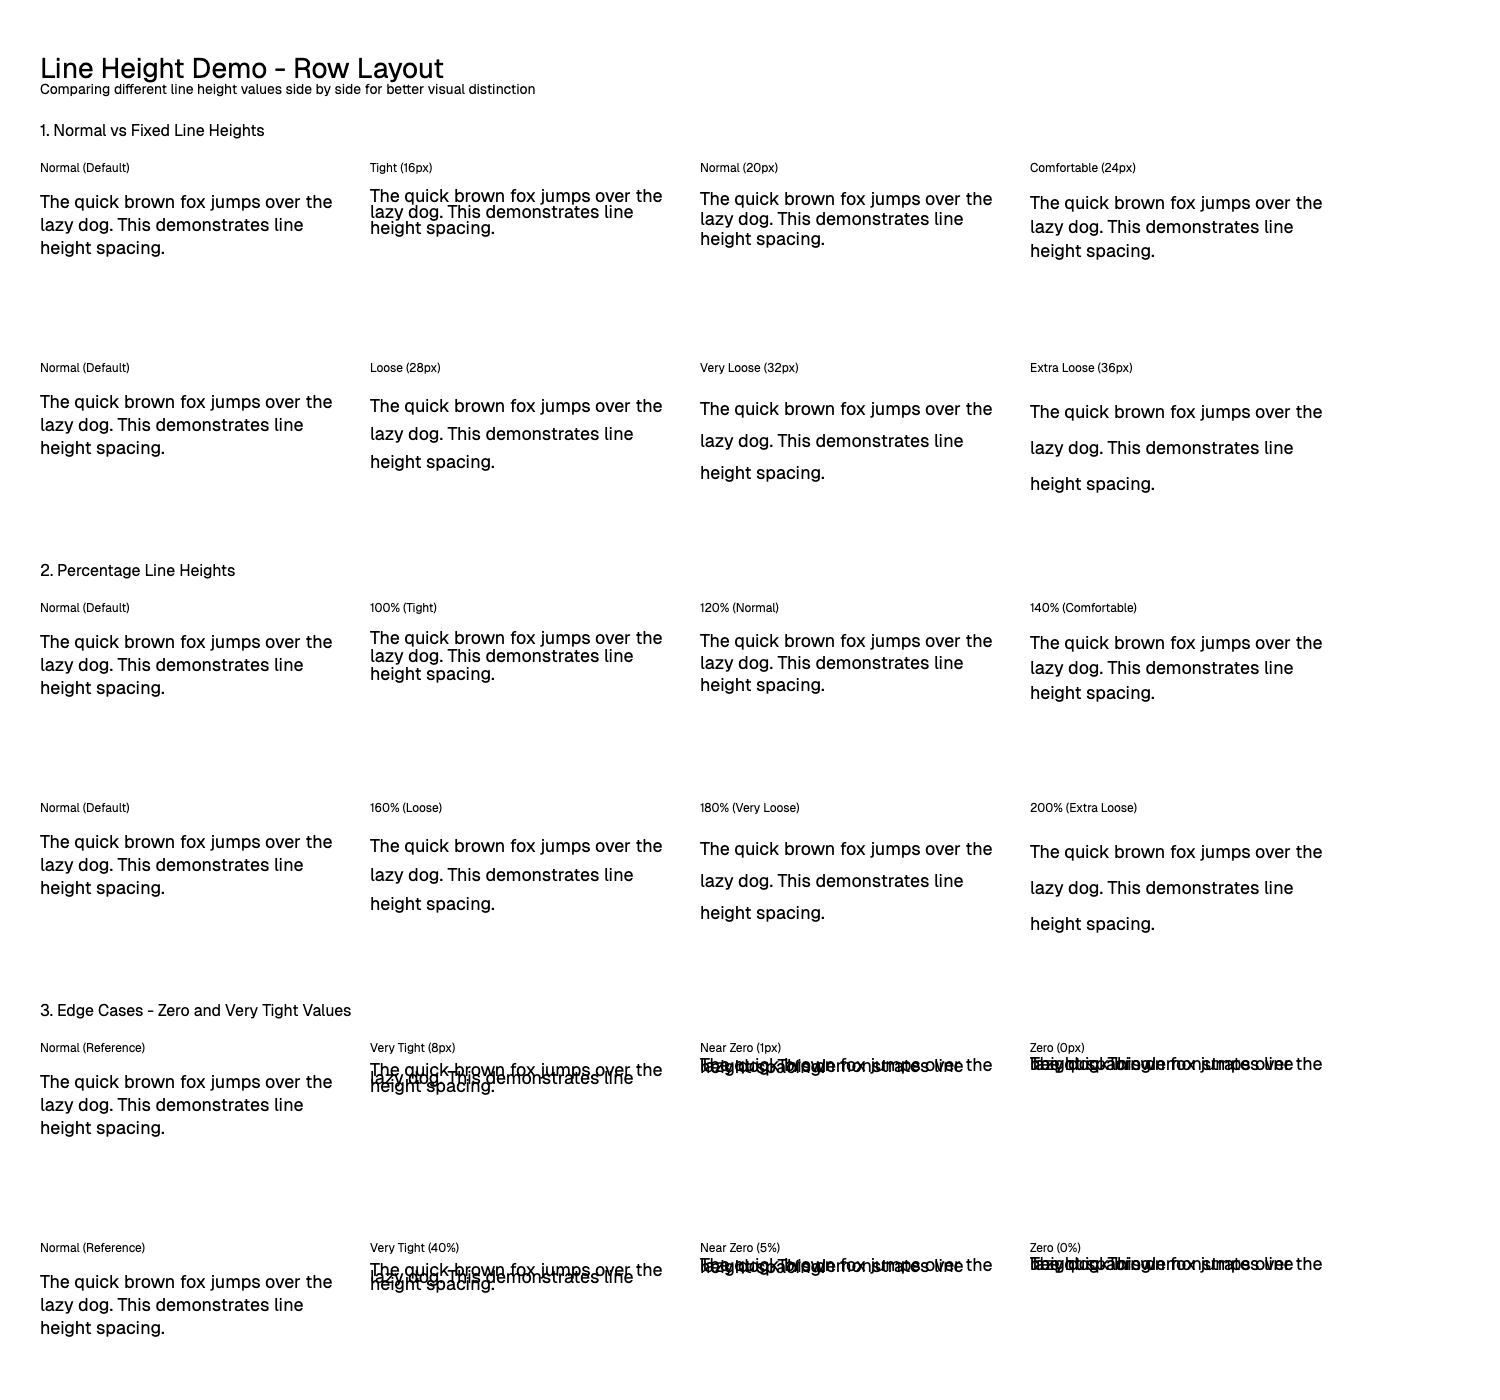 Line Height Demo - Row Layout
Comparing different line height values side by side for better visual distinction
1. Normal vs Fixed Line Heights
Normal (Default)
The quick brown fox jumps over the
lazy dog. This demonstrates line
height spacing.
Tight (16px)
The quick brown fox jumps over the
lazy dog. This demonstrates line
height spacing.
Normal (20px)
The quick brown fox jumps over the
lazy dog. This demonstrates line
height spacing.
Comfortable (24px)
The quick brown fox jumps over the
lazy dog. This demonstrates line
height spacing.
Normal (Default)
The quick brown fox jumps over the
lazy dog. This demonstrates line
height spacing.
Loose (28px)
The quick brown fox jumps over the
lazy dog. This demonstrates line
height spacing.
Very Loose (32px)
The quick brown fox jumps over the
lazy dog. This demonstrates line
height spacing.
Extra Loose (36px)
The quick brown fox jumps over the
lazy dog. This demonstrates line
height spacing.
2. Percentage Line Heights
Normal (Default)
The quick brown fox jumps over the
lazy dog. This demonstrates line
height spacing.
100% (Tight)
The quick brown fox jumps over the
lazy dog. This demonstrates line
height spacing.
120% (Normal)
The quick brown fox jumps over the
lazy dog. This demonstrates line
height spacing.
140% (Comfortable)
The quick brown fox jumps over the
lazy dog. This demonstrates line
height spacing.
Normal (Default)
The quick brown fox jumps over the
lazy dog. This demonstrates line
height spacing.
160% (Loose)
The quick brown fox jumps over the
lazy dog. This demonstrates line
height spacing.
180% (Very Loose)
The quick brown fox jumps over the
lazy dog. This demonstrates line
height spacing.
200% (Extra Loose)
The quick brown fox jumps over the
lazy dog. This demonstrates line
height spacing.
3. Edge Cases - Zero and Very Tight Values
Normal (Reference)
The quick brown fox jumps over the
lazy dog. This demonstrates line
height spacing.
Very Tight (8px)
The quick brown fox jumps over the
lazy dog. This demonstrates line
height spacing.
Near Zero (1px)
fox jumps over the
Zero (0px)
the
Normal (Reference)
The quick brown fox jumps over the
lazy dog. This demonstrates line
height spacing.
Very Tight (40%)
The quick brown fox jumps over the
lazy dog. This demonstrates line
height spacing.
Near Zero (5%)
fox jumps over the
Zero (0%)
the